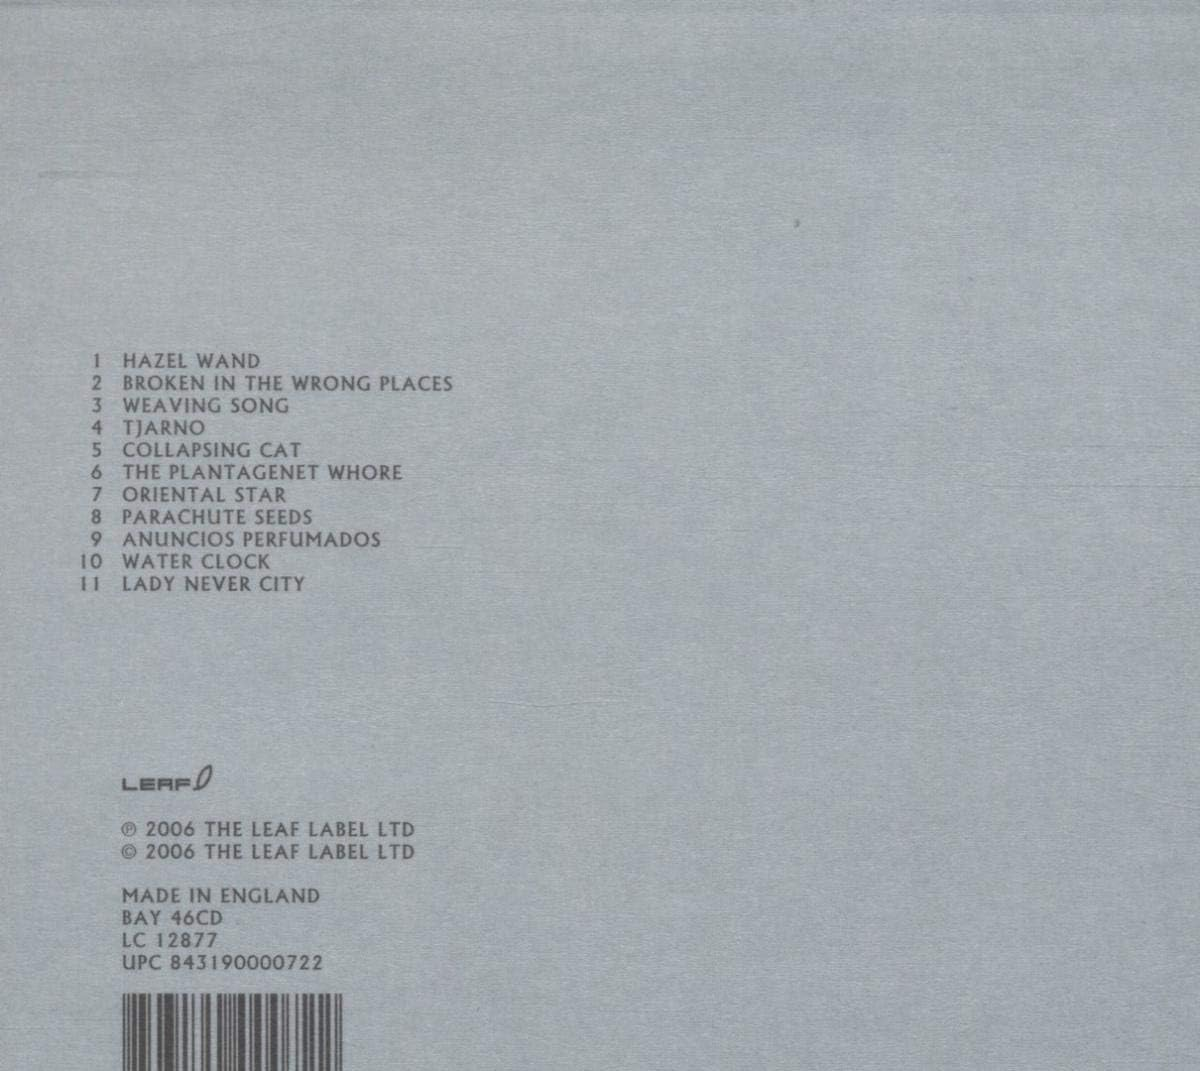 1 HAZEL WAND
2 BROKEN IN THE WRONG PLACES
3 WEAVING SONG
4 TJARNO
5 COLLAPSING CAT
6 THE PLANTAGENET WHORE
7 ORIENTAL STAR
8 PARACHUTE SEEDS
9 ANUNCIOS PERFUMADOS
10 WATER CLOCK
11 LADY NEVER CITY
LEAF
℗ 2006 THE LEAF LABEL LTD
© 2006 THE LEAF LABEL LTD
MADE IN ENGLAND
BAY 46CD
LC 12877
UPC 843190000722